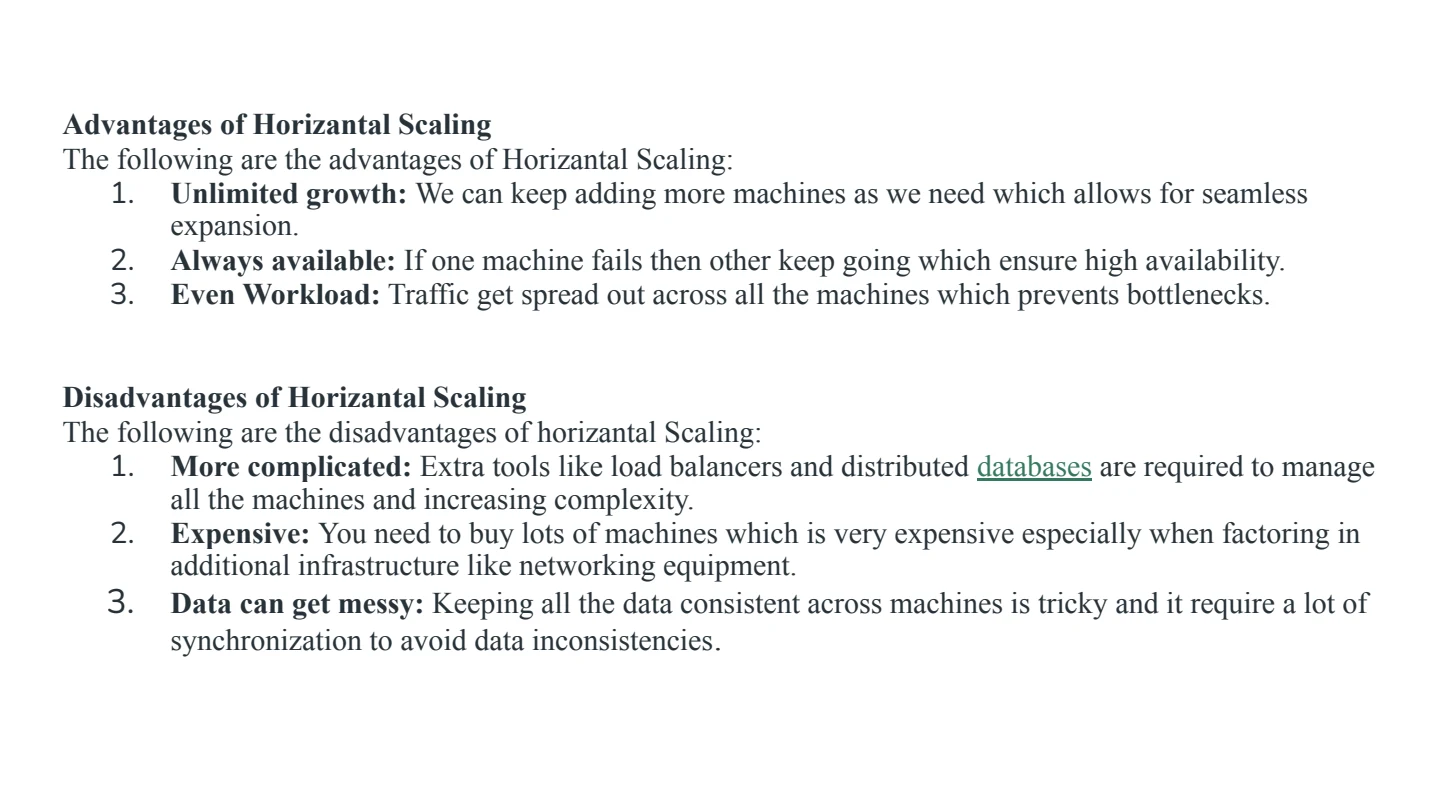 Advantages of Horizantal Scaling
The following are the advantages of Horizantal Scaling:
1. Unlimited growth: We can keep adding more machines as we need which allows for seamless
expansion.
2. Always available: If one machine fails then other keep going which ensure high availability.
3. Even Workload: Traffic get spread out across all the machines which prevents bottlenecks.
Disadvantages of Horizantal Scaling
The following are the disadvantages of horizantal Scaling:
1. More complicated: Extra tools like load balancers and distributed databases are required to manage
all the machines and increasing complexity.
2. Expensive: You need to buy lots of machines which is very expensive especially when factoring in
additional infrastructure like networking equipment.
3. Data can get messy: Keeping all the data consistent across machines is tricky and it require a lot of
synchronization to avoid data inconsistencies.